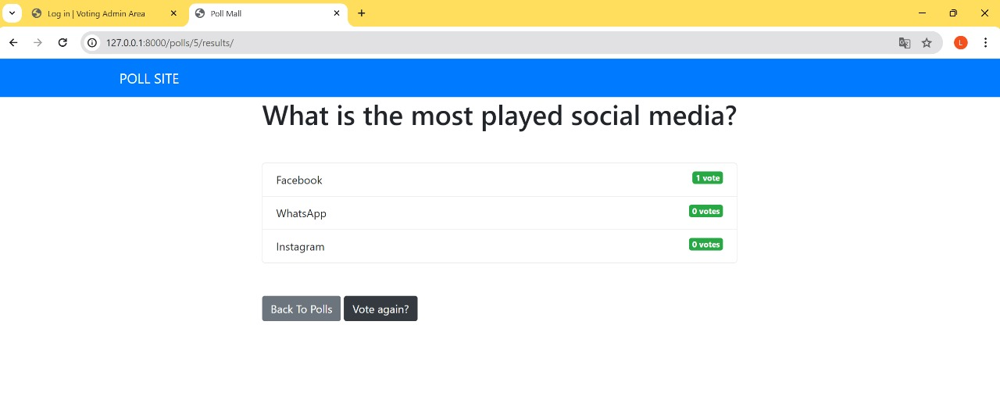 Log in | Voting Admin Area
Poll Mall
127.0.0.1:8000/polls/5/results/
L
POLL SITE
What is the most played social media?
Facebook 1 vote
WhatsApp 0 votes
Instagram 0 votes
Back To Polls Vote again?